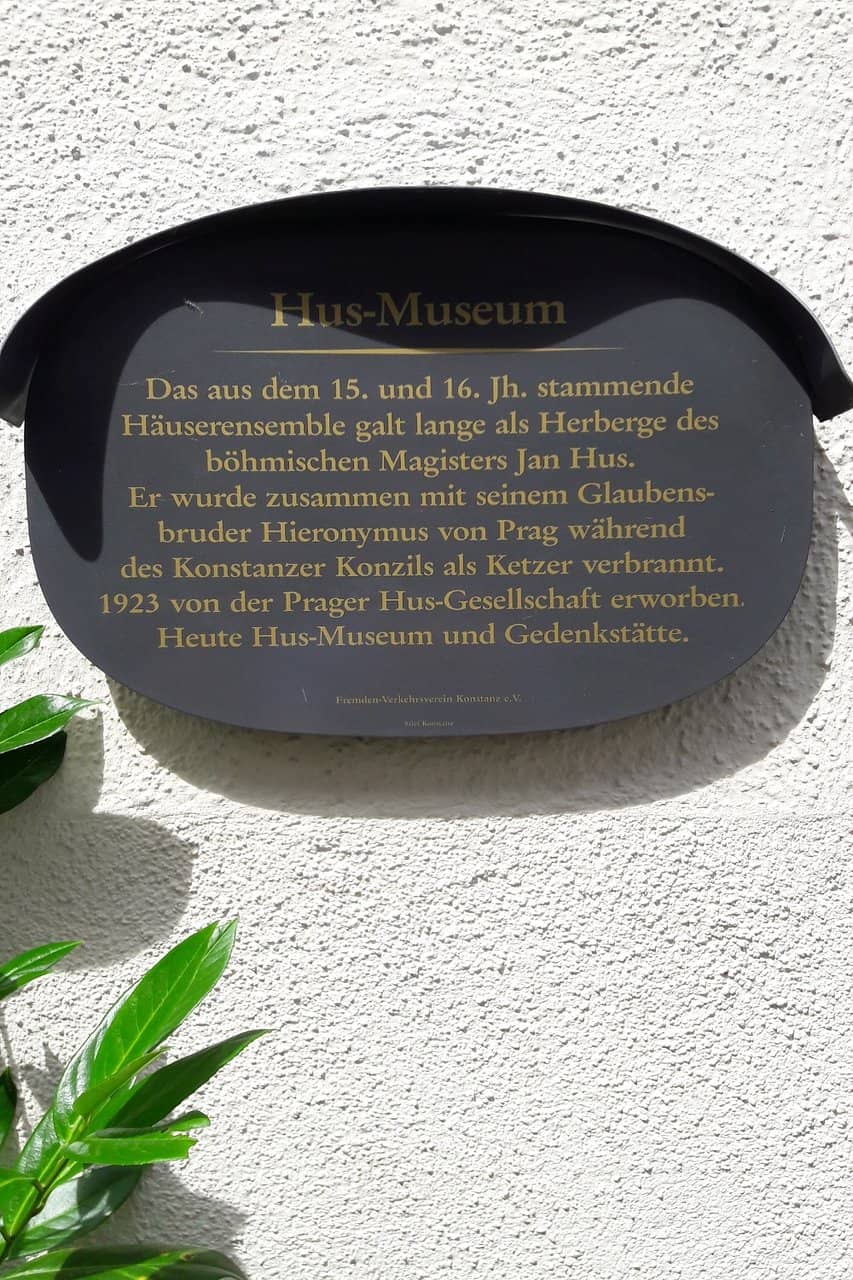 Hus-Museum
Das aus dem 15. und 16. Jh. stammende
Häuserensemble galt lange als Herberge des
böhmischen Magisters Jan Hus.
Er wurde zusammen mit seinem Glaubens-
bruder Hieronymus von Prag während
des Konstanzer Konzils als Ketzer verbrannt.
1923 von der Prager Hus-Gesellschaft erworben.
Heute Hus-Museum und Gedenkstätte.
Fremden-Verkehrsverein Konstanz e.V.